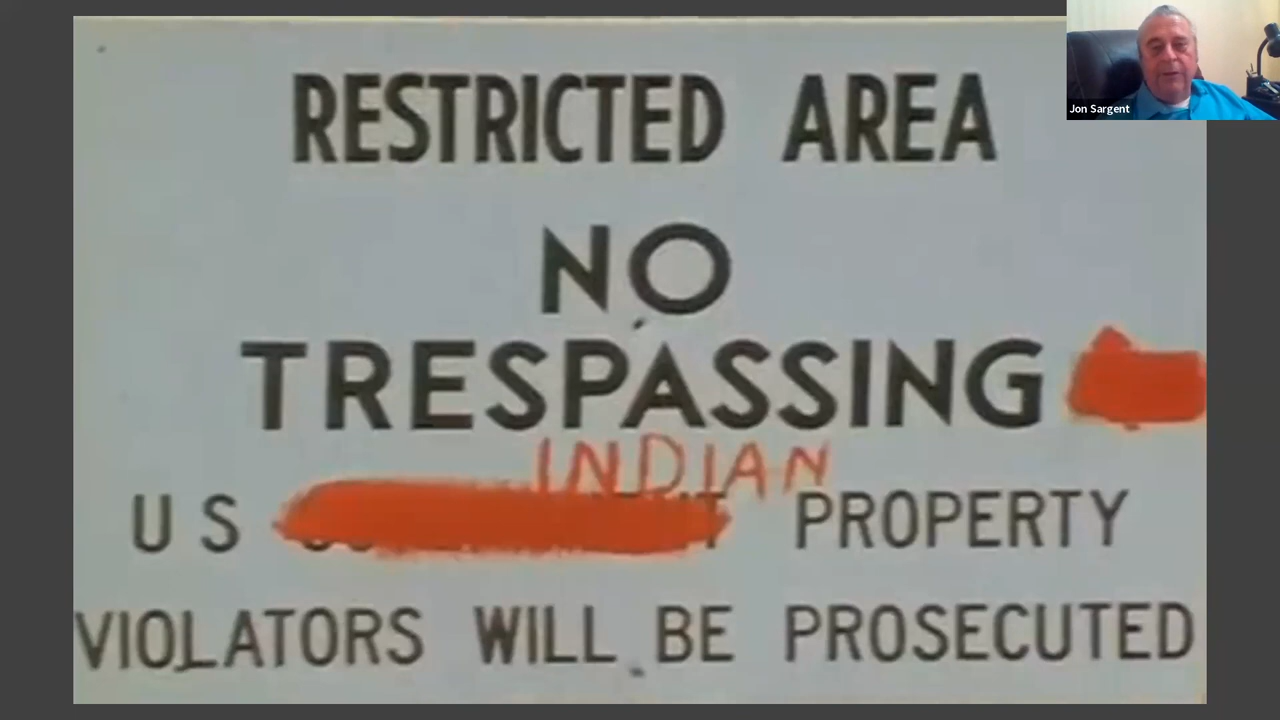 RESTRICTED AREA
NO
TRESPASSING
INDIAN
U S PROPERTY
VIOLATORS WILL BE PROSECUTED
Jon Sargent